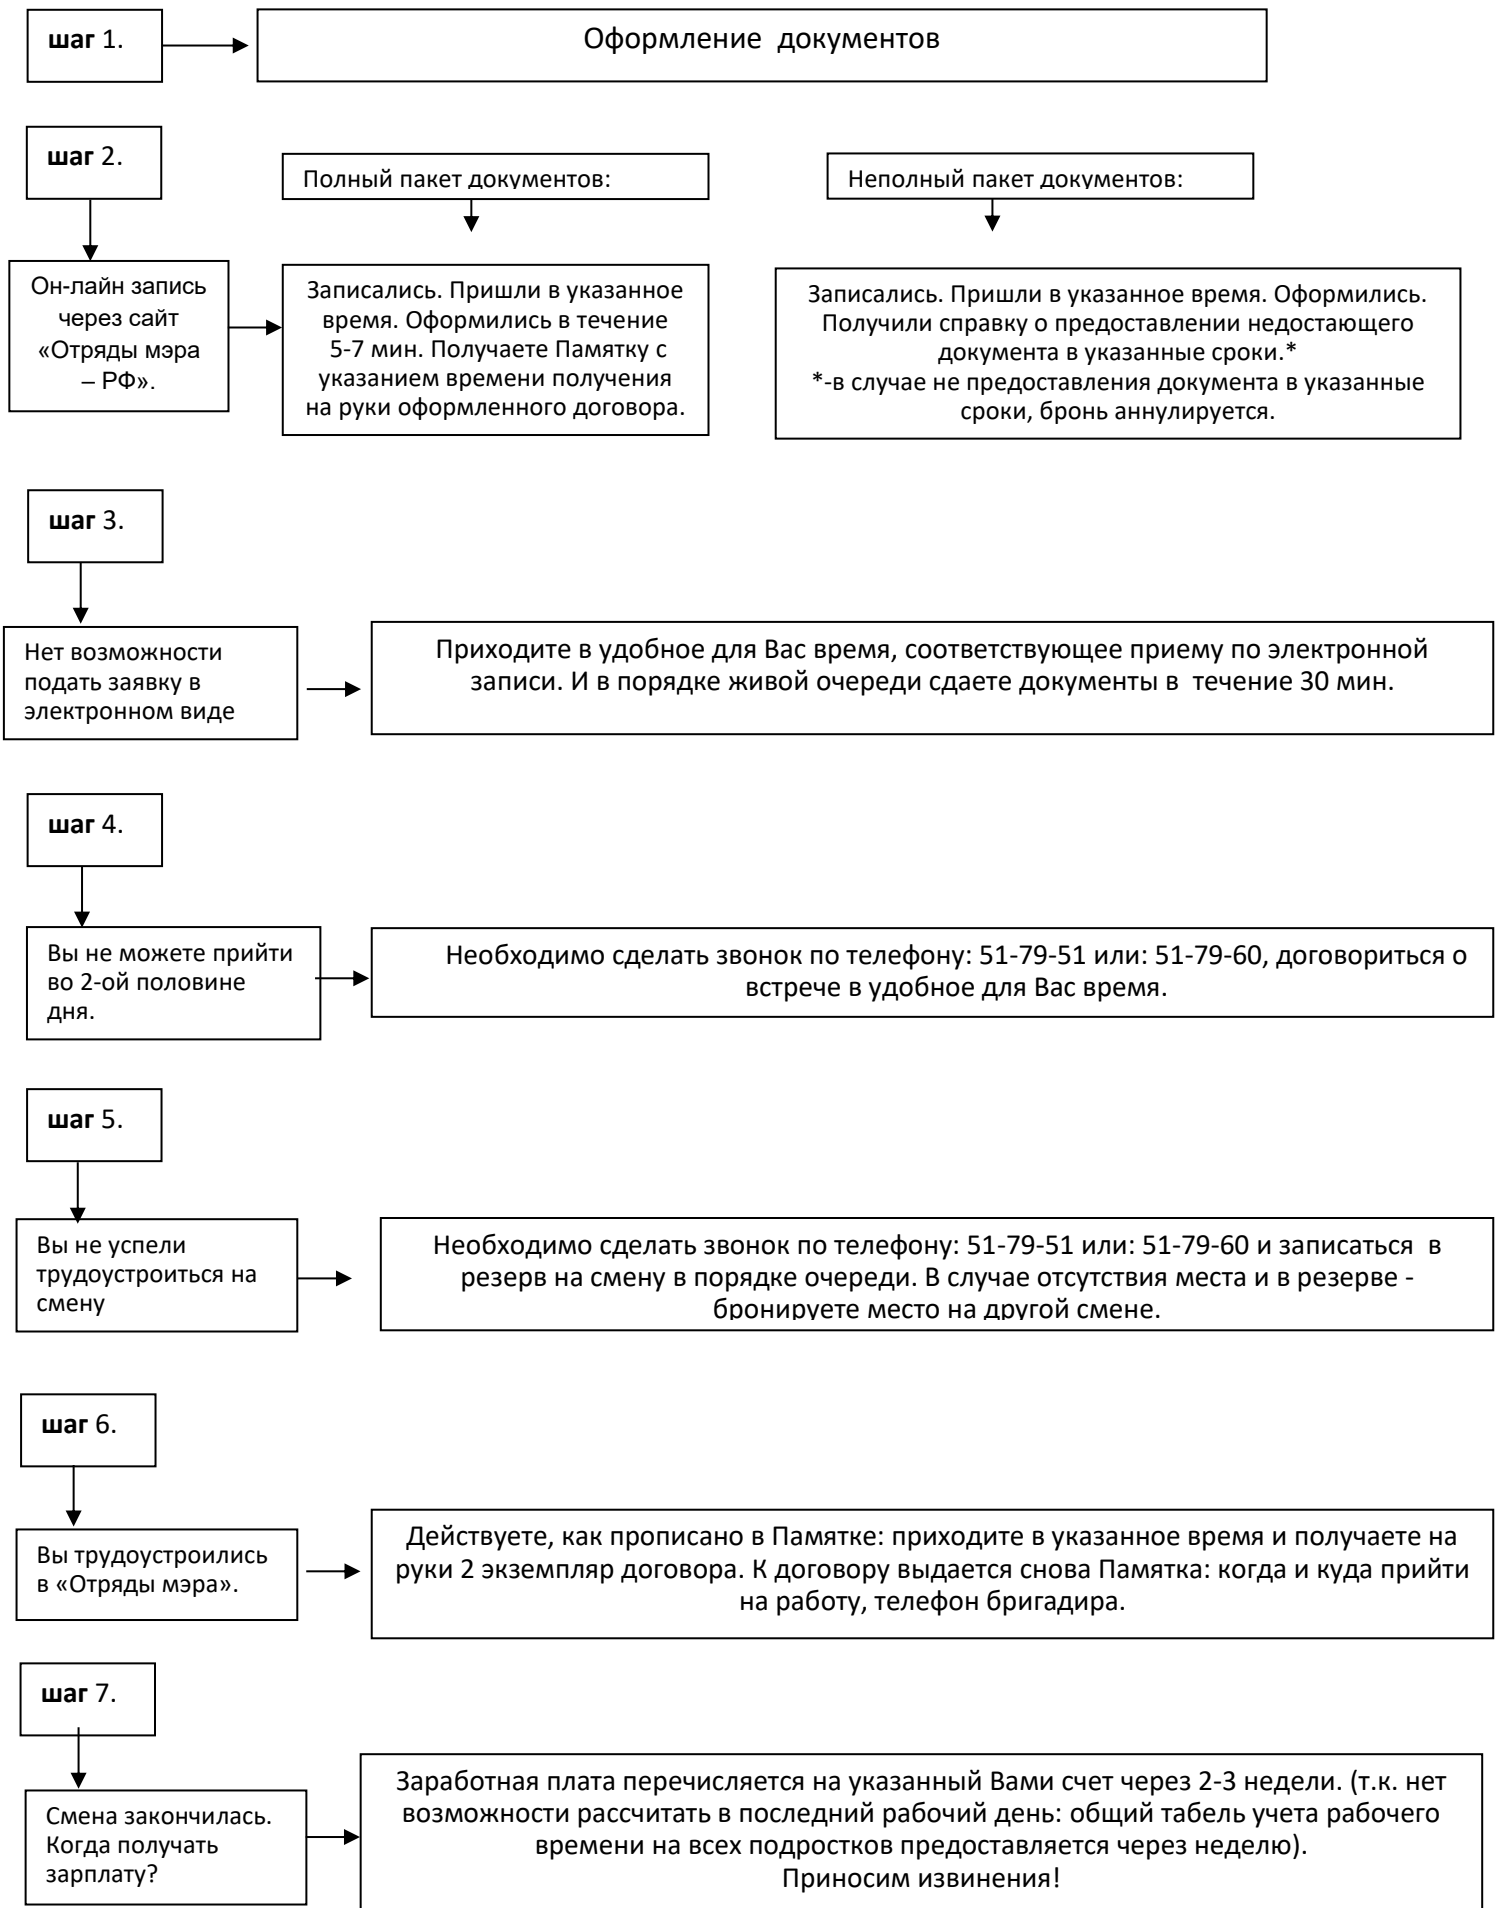 шаг 1.
Оформление  документов
шаг 2.
Полный пакет документов:
Неполный пакет документов:
Он-лайн запись
через сайт
«Отряды мэра
– РФ».
Записались. Пришли в указанное
время. Оформились в течение
5-7 мин. Получаете Памятку с
указанием времени получения
на руки оформленного договора.
Записались. Пришли в указанное время. Оформились.
Получили справку о предоставлении недостающего
документа в указанные сроки.*
*-в случае не предоставления документа в указанные
сроки, бронь аннулируется.
шаг 3.
Нет возможности
подать заявку в
электронном виде
Приходите в удобное для Вас время, соответствующее приему по электронной
записи. И в порядке живой очереди сдаете документы в  течение 30 мин.
шаг 4.
Вы не можете прийти
во 2-ой половине
дня.
Необходимо сделать звонок по телефону: 51-79-51 или: 51-79-60, договориться о
встрече в удобное для Вас время.
шаг 5.
Вы не успели
трудоустроиться на
смену
Необходимо сделать звонок по телефону: 51-79-51 или: 51-79-60 и записаться  в
резерв на смену в порядке очереди. В случае отсутствия места и в резерве -
бронируете место на другой смене.
шаг 6.
Вы трудоустроились
в «Отряды мэра».
Действуете, как прописано в Памятке: приходите в указанное время и получаете на
руки 2 экземпляр договора. К договору выдается снова Памятка: когда и куда прийти
на работу, телефон бригадира.
шаг 7.
Смена закончилась.
Когда получать
зарплату?
Заработная плата перечисляется на указанный Вами счет через 2-3 недели. (т.к. нет
возможности рассчитать в последний рабочий день: общий табель учета рабочего
времени на всех подростков предоставляется через неделю).
Приносим извинения!